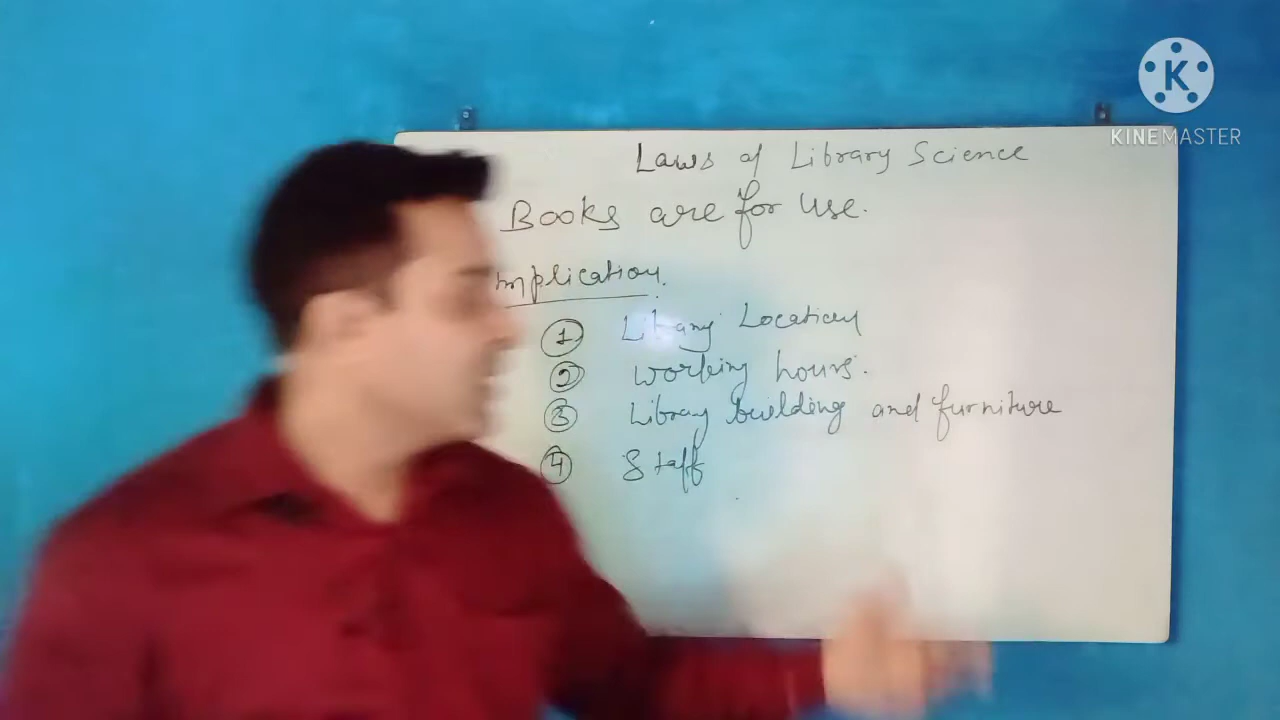 Laws of Library Science
Books are for use.
Implication.
1 Library Location
2 Working hours.
3 Library building and furniture
4 Staff
K
KINEMASTER